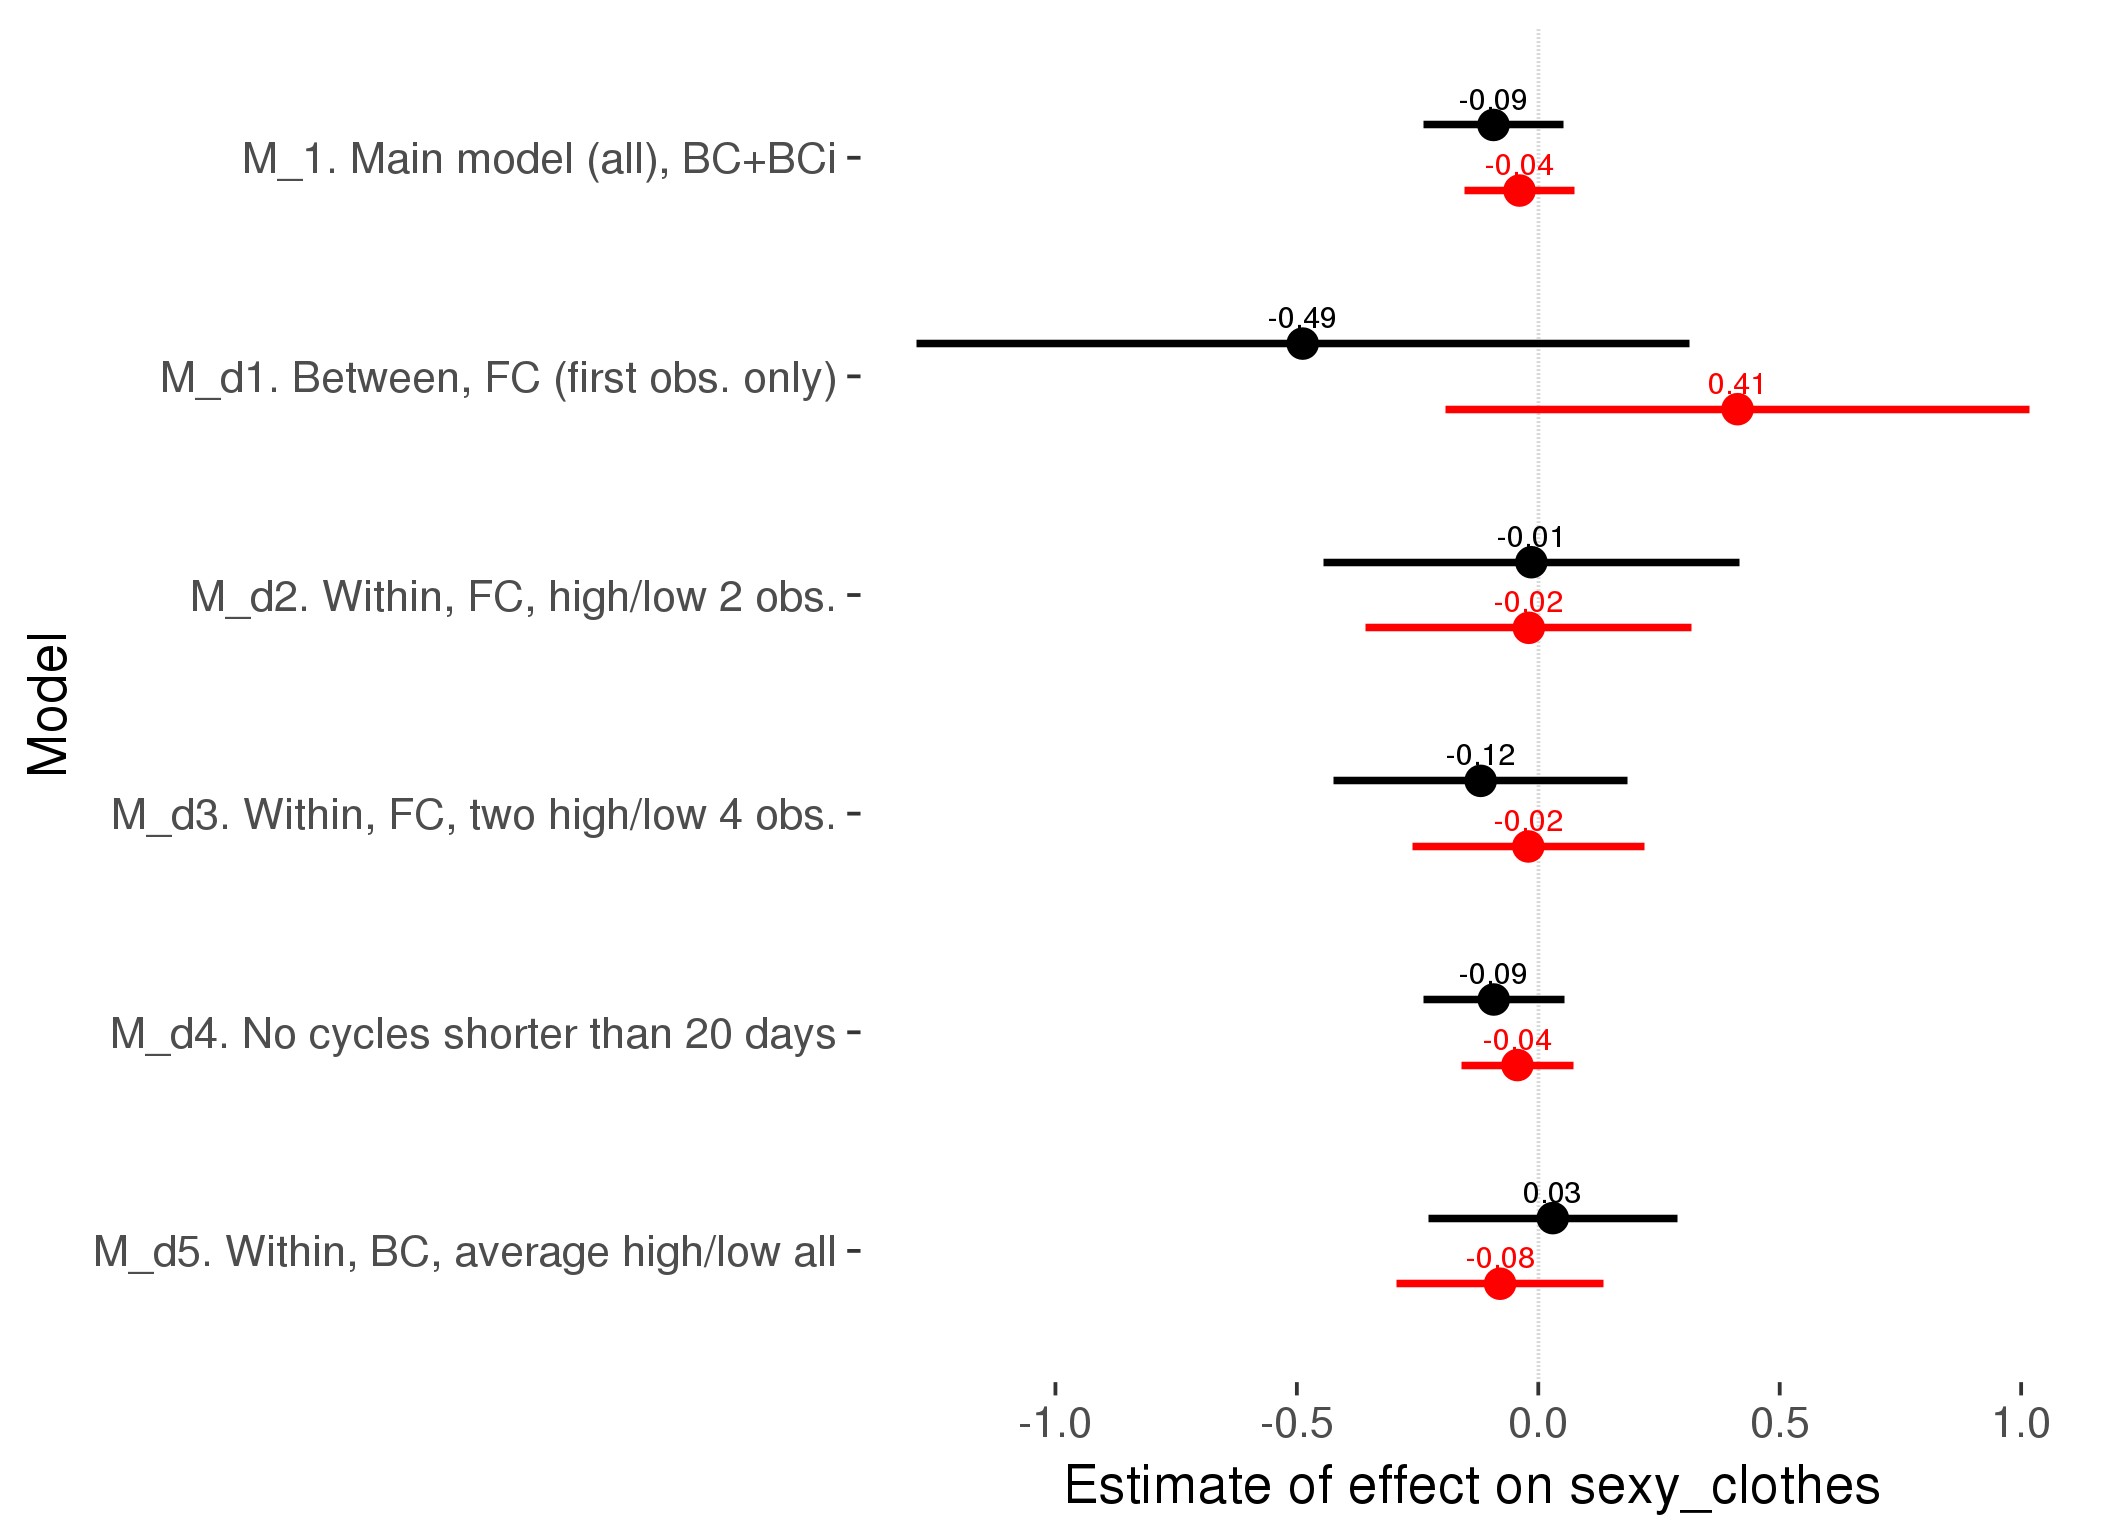 -0.09
M_1. Main model (all), BC+BCi
-0.04
-0.49
M_d1. Between, FC (first obs. only)
0.41
-0.01
M_d2. Within, FC, high/low 2 obs.
-0.02
Model
-0.12
M_d3. Within, FC, two high/low 4 obs.
-0.02
-0.09
M_d4. No cycles shorter than 20 days
-0.04
0.03
M_d5. Within, BC, average high/low all
-0.08
-1.0 -0.5 0.0 0.5 1.0
Estimate of effect on sexy_clothes